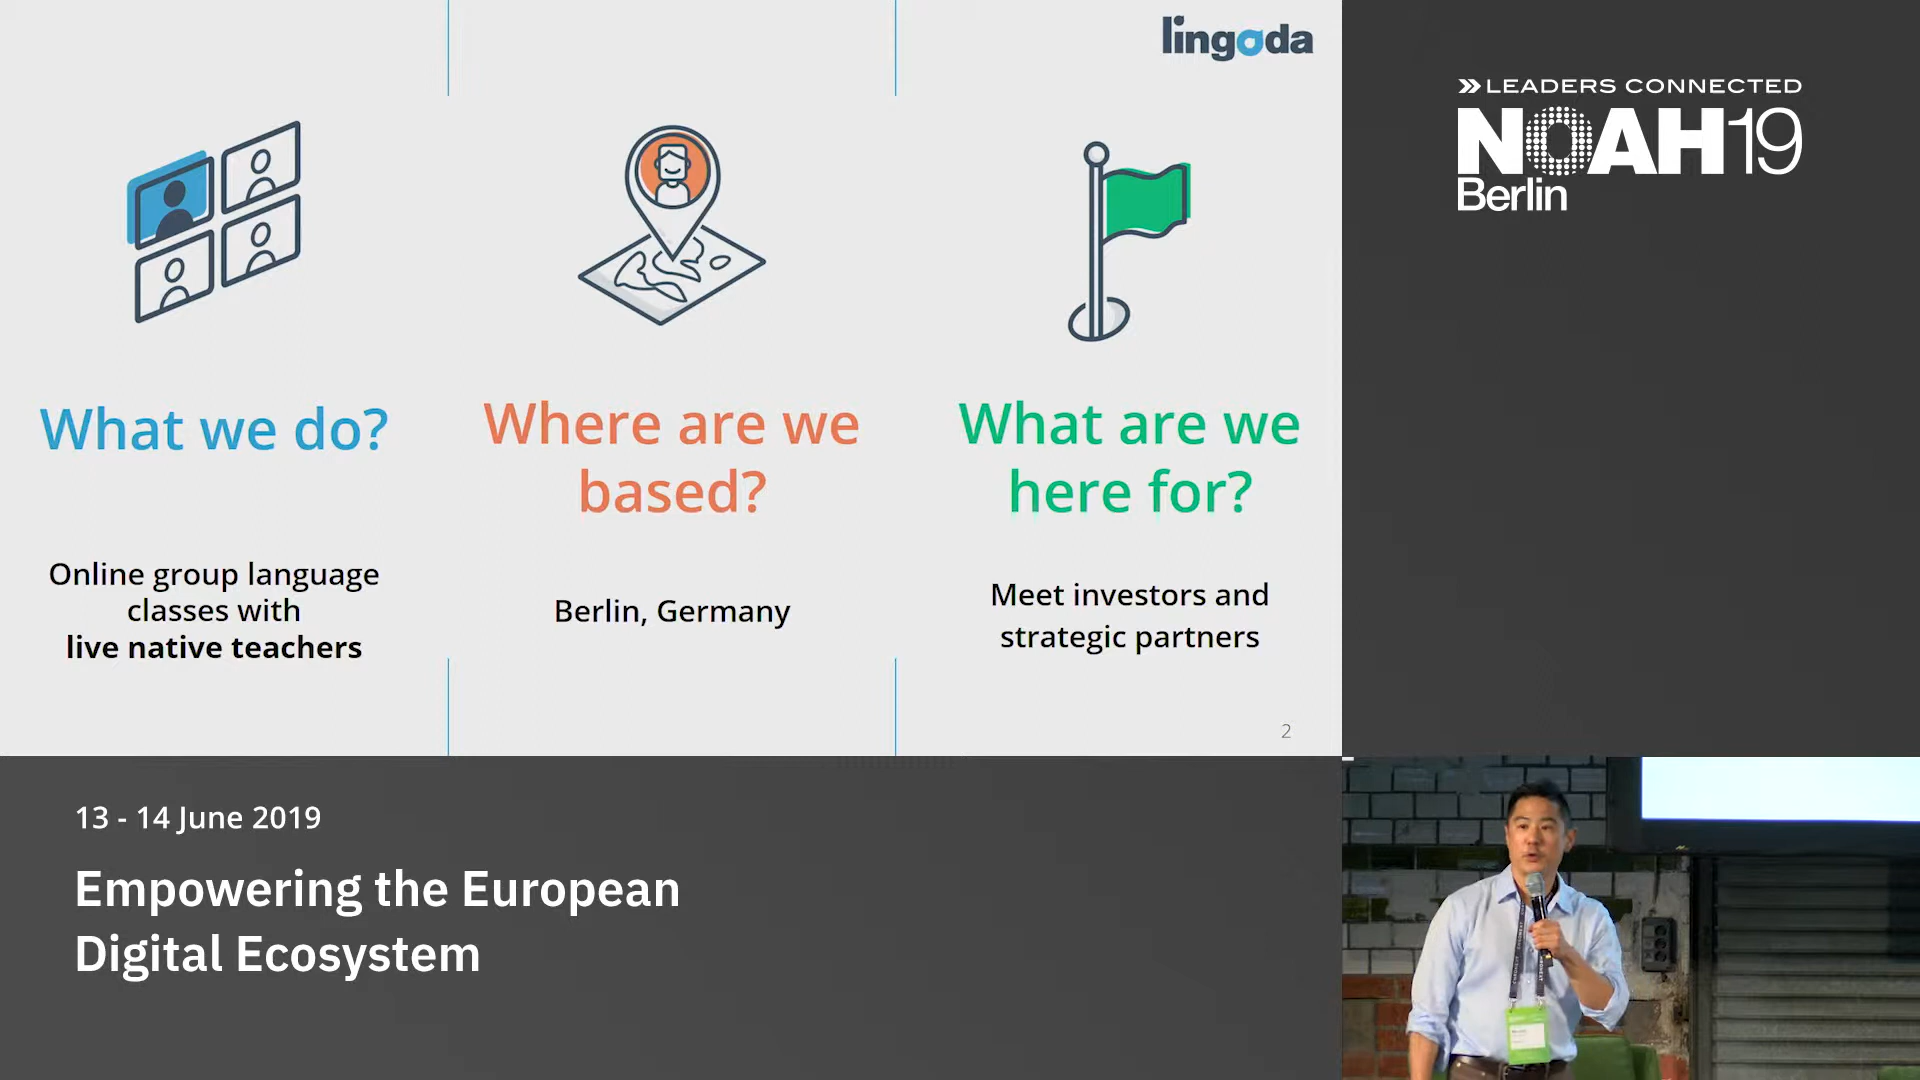 lingoda
What we do?
Online group language
classes with
live native teachers
Where are we
based?
Berlin, Germany
What are we
here for?
Meet investors and
strategic partners
2
LEADERS CONNECTED
NOAH19
Berlin
13 - 14 June 2019
Empowering the European
Digital Ecosystem